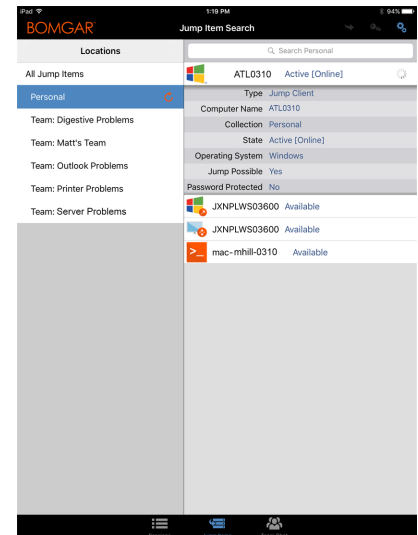 iPad 1:19 PM 94%
BOMGAR Jump Item Search
Locations
Search Personal
All Jump Items
Personal
Team: Digestive Problems
Team: Matt's Team
Team: Outlook Problems
Team: Printer Problems
Team: Server Problems
ATL0310 Active [Online]
Type Jump Client
Computer Name ATL0310
Collection Personal
State Active [Online]
Operating System Windows
Jump Possible Yes
Password Protected No
JXNPLWS03600 Available
JXNPLWS03600 Available
>_ mac-mhill-0310 Available